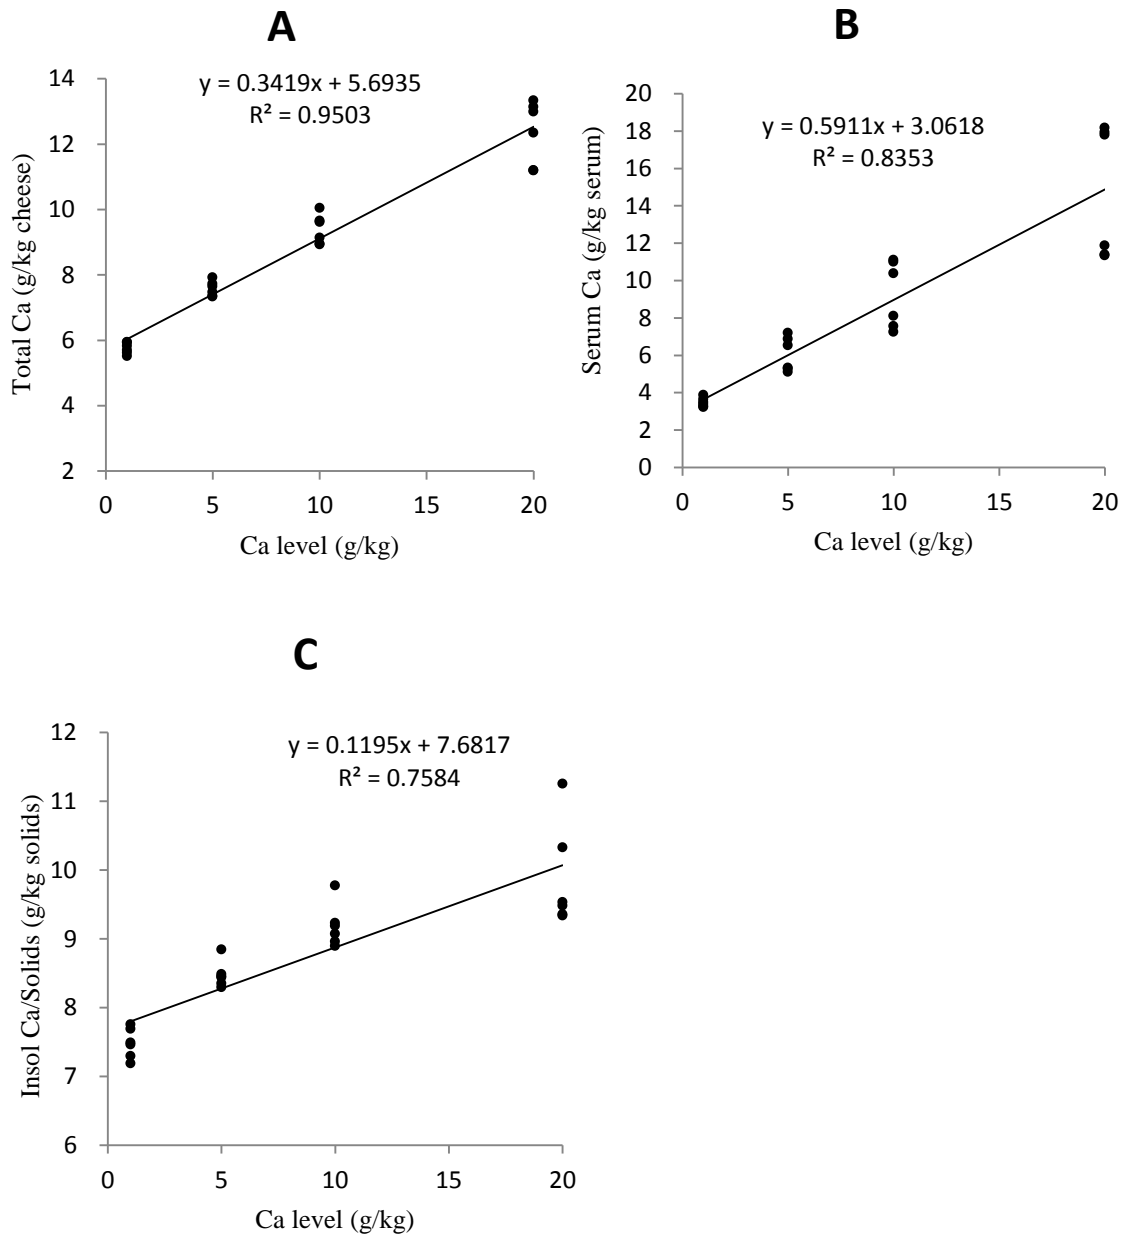 A
y = 0.3419x + 5.6935
R² = 0.9503
Total Ca (g/kg cheese)
14
12
10
8
6
4
2
0
5
10
15
20
Ca level (g/kg)
B
y = 0.5911x + 3.0618
R² = 0.8353
Serum Ca (g/kg serum)
20
18
16
14
12
10
8
6
4
2
0
0
5
10
15
20
Ca level (g/kg)
C
y = 0.1195x + 7.6817
R² = 0.7584
Insol Ca/Solids (g/kg solids)
12
11
10
9
8
7
6
0
5
10
15
20
Ca level (g/kg)